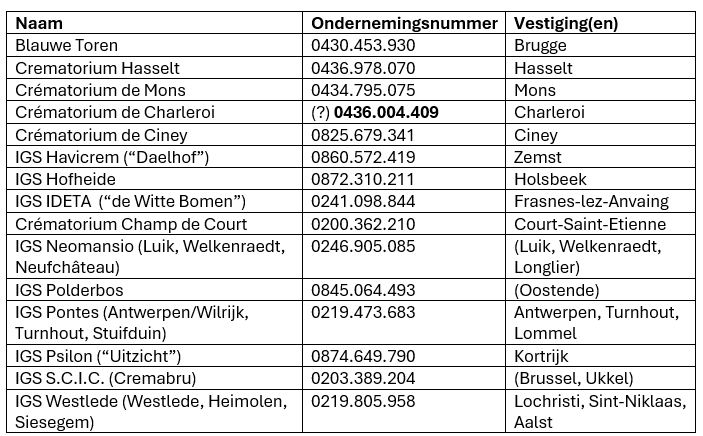 Naam Ondernemingsnummer Vestiging(en)
Blauwe Toren 0430.453.930 Brugge
Crematorium Hasselt 0436.978.070 Hasselt
Crématorium de Mons 0434.795.075 Mons
Crématorium de Charleroi (?) 0436.004.409 Charleroi
Crématorium de Ciney 0825.679.341 Ciney
IGS Havicrem (“Daelhof”) 0860.572.419 Zemst
IGS Hofheide 0872.310.211 Holsbeek
IGS IDETA (“de Witte Bomen”) 0241.098.844 Frasnes-lez-Anvaing
Crématorium Champ de Court 0200.362.210 Court-Saint-Etienne
IGS Neomansio (Luik, Welkenraedt, 0246.905.085 (Luik, Welkenraedt,
Neufchâteau) Longlier)
IGS Polderbos 0845.064.493 (Oostende)
IGS Pontes (Antwerpen/Wilrijk, 0219.473.683 Antwerpen, Turnhout,
Turnhout, Stuifduin) Lommel
IGS Psilon (“Uitzicht”) 0874.649.790 Kortrijk
IGS S.C.I.C. (Cremabru) 0203.389.204 (Brussel, Ukkel)
IGS Westlede (Westlede, Heimolen, 0219.805.958 Lochristi, Sint-Niklaas,
Siesegem) Aalst